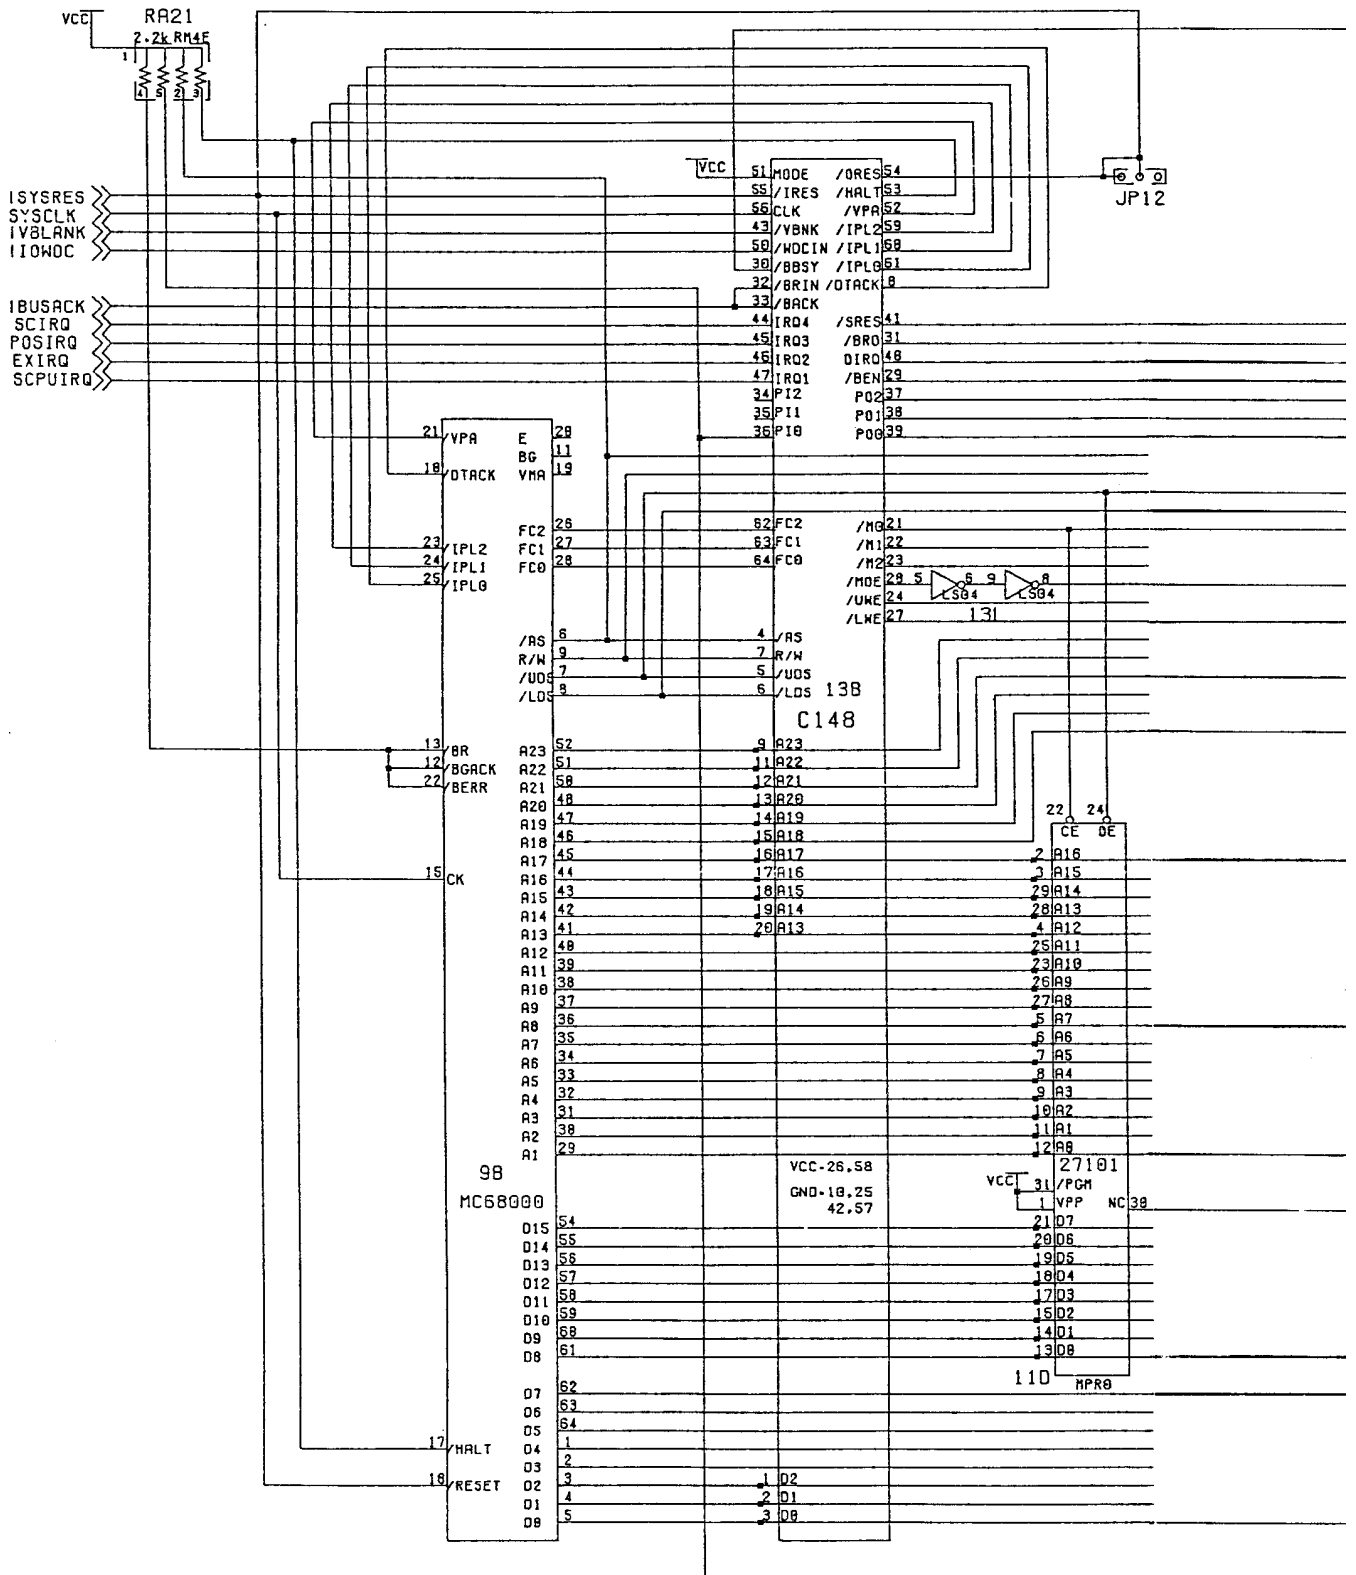 VCC
RA21
2.2k RM4E
1
4 5 2 3
!SYSRES
SYSCLK
!VBLANK
!IOWDC
!BUSACK
SCIRQ
POSIRQ
EXIRQ
SCPUIRQ
VCC
51 MODE /ORES 54
55 /IRES /HALT 53
56 CLK /VPA 52
43 /VBNK /IPL2 59
50 /WDCIN /IPL1 60
30 /BBSY /IPL0 61
32 /BRIN /DTACK 8
33 /BACK
44 IRQ4 /SRES 41
45 IRQ3 /BRO 31
46 IRQ2 DIRO 48
47 IRQ1 /BEN 29
34 PI2 PO2 37
35 PI1 PO1 38
36 PI0 PO0 39
JP12
21 /VPA E 20
BG 11
18 /DTACK VMA 19
FC2 26
23 /IPL2 FC1 27
24 /IPL1 FC0 28
25 /IPL0
/AS 6
R/W 9
/UDS 7
/LDS 8
13 /BR A23 52
12 /BGACK A22 51
22 /BERR A21 50
A20 48
A19 47
A18 46
A17 45
15 CK A16 44
A15 43
A14 42
A13 41
A12 40
A11 39
A10 38
A9 37
A8 36
A7 35
A6 34
A5 33
A4 32
A3 31
A2 30
A1 29
9B
MC68000
D15 54
D14 55
D13 56
D12 57
D11 58
D10 59
D9 60
D8 61
D7 62
D6 63
D5 64
17 /HALT D4 1
D3 2
18 /RESET D2 3
D1 4
D0 5
62 FC2 /M0 21
63 FC1 /M1 22
64 FC0 /M2 23
/MOE 28 5 6 9 8
LS04 LS04
/UWE 24
/LWE 27
131
4 /AS
7 R/W
5 /UDS
6 /LDS
13B
C148
9 A23
11 A22
12 A21
13 A20
14 A19
15 A18
16 A17
17 A16
18 A15
19 A14
20 A13
VCC-26,58
GND-10,25
42,57
1 D2
2 D1
3 D0
22 24
CE OE
2 A16
3 A15
29 A14
28 A13
4 A12
25 A11
23 A10
26 A9
27 A8
5 A7
6 A6
7 A5
8 A4
9 A3
10 A2
11 A1
12 A0
27101
VCC 31 /PGM
1 VPP NC 30
21 D7
20 D6
19 D5
18 D4
17 D3
15 D2
14 D1
13 D0
11D
MPR0